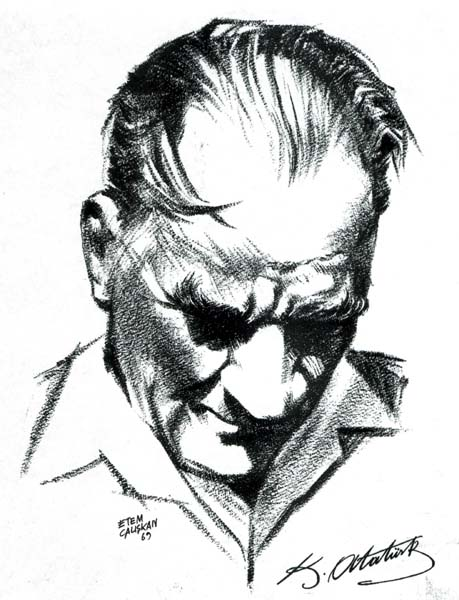 ETEM
ÇALIŞKAN
69
K. Atatürk